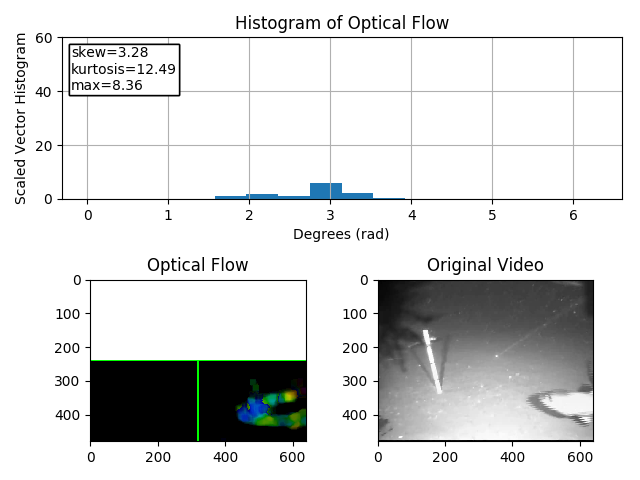 Histogram of Optical Flow
Scaled Vector Histogram
60
40
20
0
skew=3.28
kurtosis=12.49
max=8.36
0 1 2 3 4 5 6
Degrees (rad)
Optical Flow
0
100
200
300
400
0 200 400 600
Original Video
0
100
200
300
400
0 200 400 600